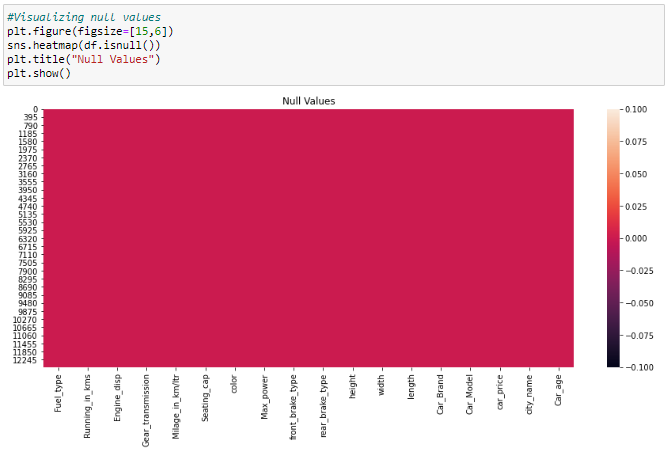 #Visualizing null values
plt.figure(figsize=[15,6])
sns.heatmap(df.isnull())
plt.title("Null Values")
plt.show()
Null Values
0
395
790
1185
1580
1975
2370
2765
3160
3555
3950
4345
4740
5135
5530
5925
6320
6715
7110
7505
7900
8295
8690
9085
9480
9875
10270
10665
11060
11455
11850
12245
Fuel_type
Running_in_kms
Engine_disp
Gear_transmission
Milage_in_km/ltr
Seating_cap
color
Max_power
front_brake_type
rear_brake_type
height
width
length
Car_Brand
Car_Model
car_price
city_name
Car_age
0.100
0.075
0.050
0.025
0.000
−0.025
−0.050
−0.075
−0.100